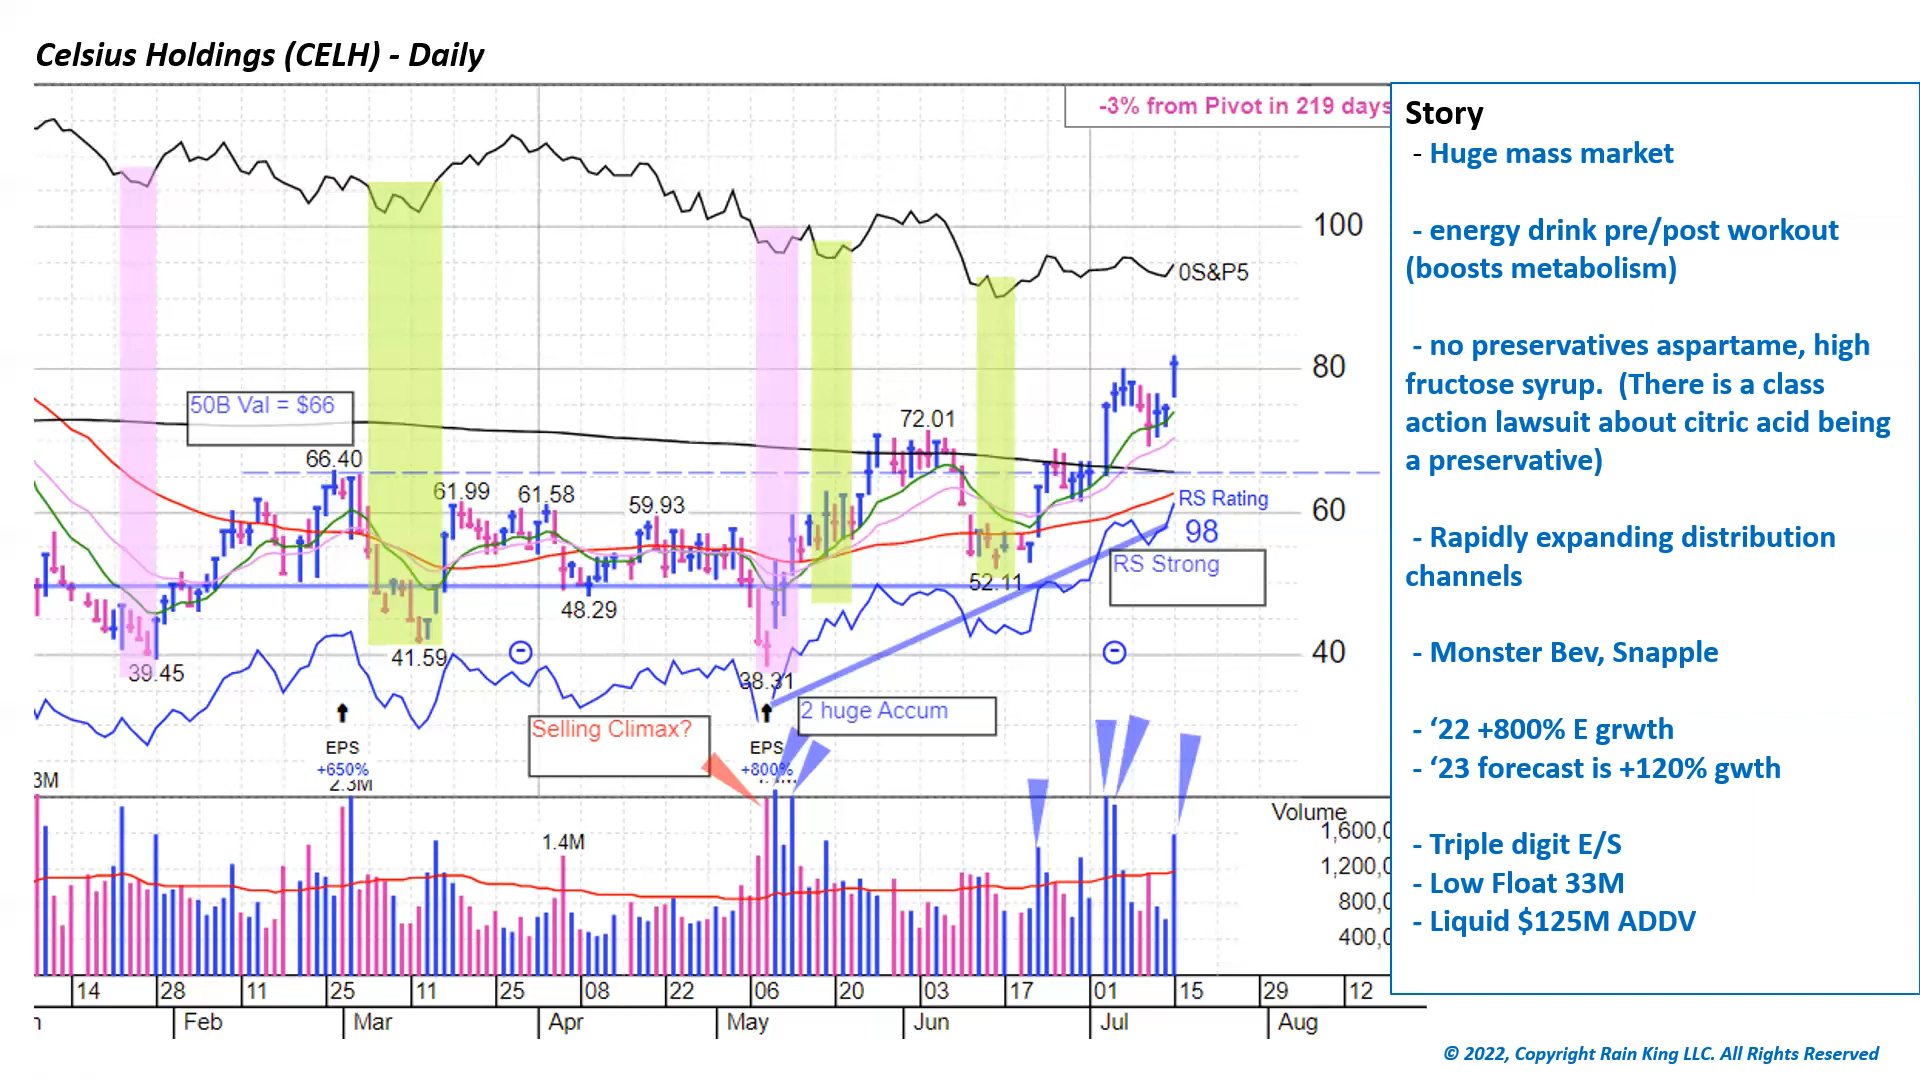 Celsius Holdings (CELH) - Daily
-3% from Pivot in 219 days
100
0S&P5
80
50B Val = $66
66.40
61.99
61.58
59.93
72.01
60
RS Rating
98
RS Strong
52.11
48.29
41.59
39.45
38.31
40
2 huge Accum
Selling Climax?
EPS
+650%
2.3M
EPS
+800%
3M
1.4M
Volume
1,600,0
1,200,0
800,0
400,0
14 28 11 25 11 25 08 22 06 20 03 17 01 15 29 12
Feb Mar Apr May Jun Jul Aug
Story
- Huge mass market
- energy drink pre/post workout
(boosts metabolism)
- no preservatives aspartame, high
fructose syrup. (There is a class
action lawsuit about citric acid being
a preservative)
- Rapidly expanding distribution
channels
- Monster Bev, Snapple
- ‘22 +800% E grwth
- ‘23 forecast is +120% gwth
- Triple digit E/S
- Low Float 33M
- Liquid $125M ADDV
© 2022, Copyright Rain King LLC. All Rights Reserved